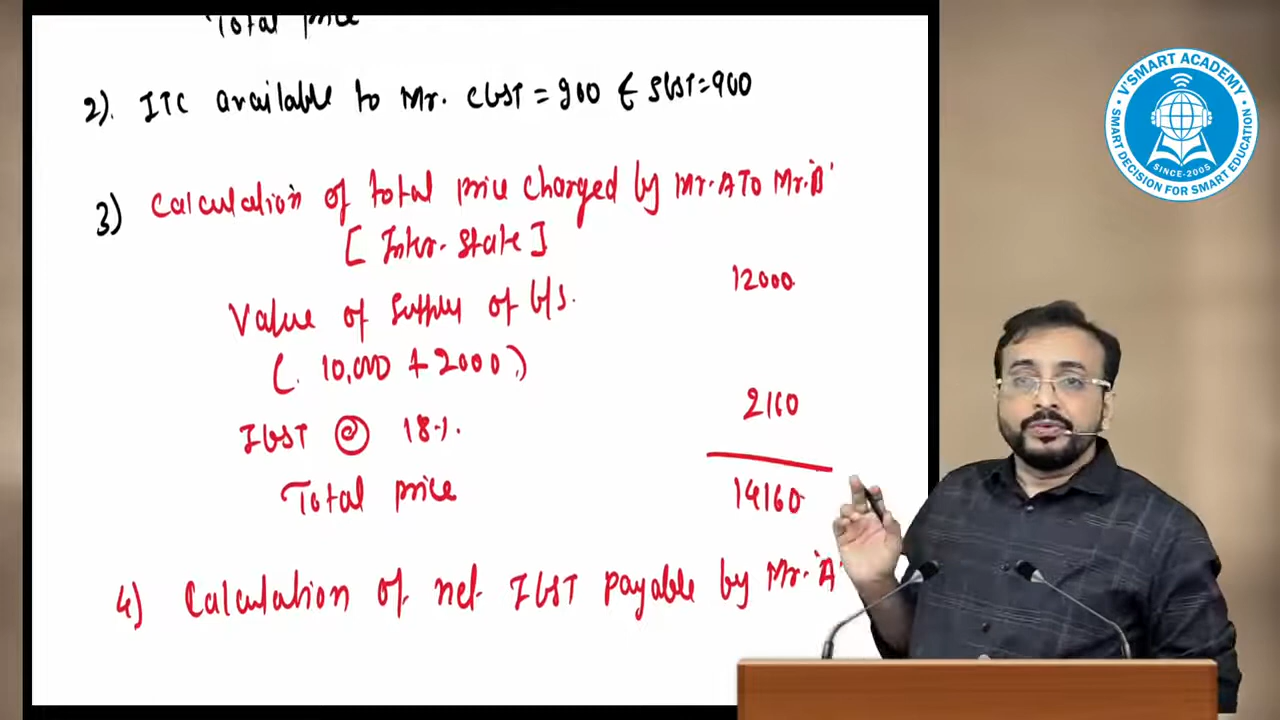 Total price
2). ITC available to Mr. CGST = 900 & SGST = 900
3) Calculation of total price charged by Mr. A To Mr. 'B'
[Inter-State]
Value of supply of G/S. 12000
(10,000 + 2000)
IGST @ 18%. 2160
Total price 14160
4) Calculation of net IGST payable by Mr. 'A'
VSMART ACADEMY
SINCE-2005
SMART DECISION FOR SMART EDUCATION